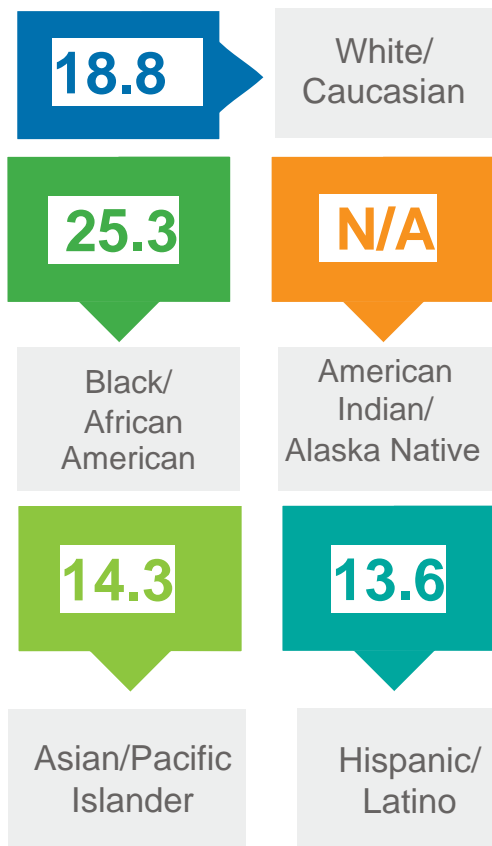 18.8
White/
Caucasian
25.3
Black/
African
American
N/A
American
Indian/
Alaska Native
14.3
Asian/Pacific
Islander
13.6
Hispanic/
Latino